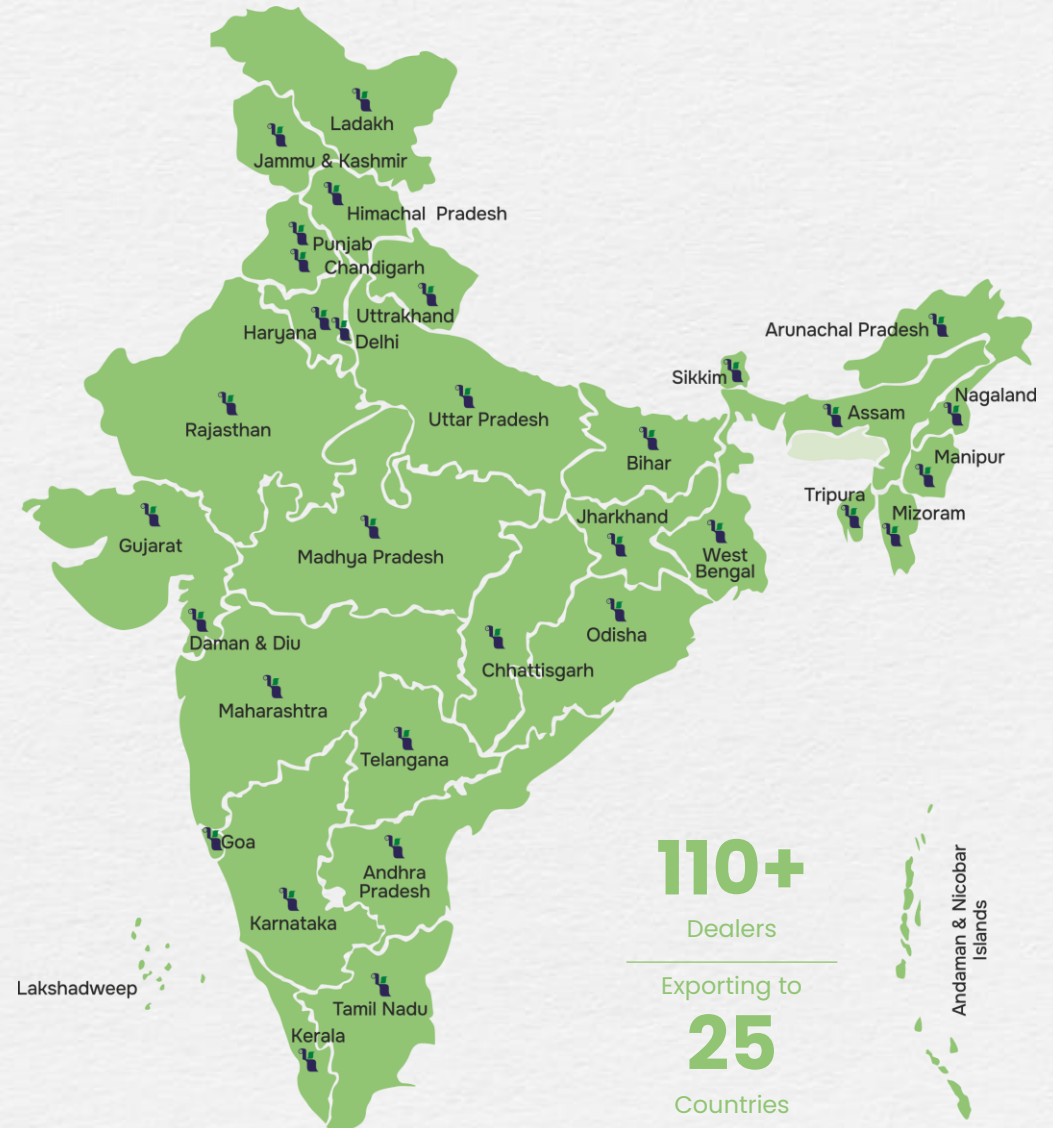 Ladakh
Jammu & Kashmir
Himachal Pradesh
Punjab
Chandigarh
Uttrakhand
Haryana
Delhi
Arunachal Pradesh
Sikkim
Nagaland
Assam
Rajasthan
Uttar Pradesh
Bihar
Manipur
Tripura
Mizoram
Jharkhand
Gujarat
Madhya Pradesh
West
Bengal
Odisha
Daman & Diu
Chhattisgarh
Maharashtra
Telangana
Goa
Andhra
Pradesh
Karnataka
Lakshadweep
Tamil Nadu
Kerala
110+
Dealers
Exporting to
25
Countries
Andaman & Nicobar
Islands